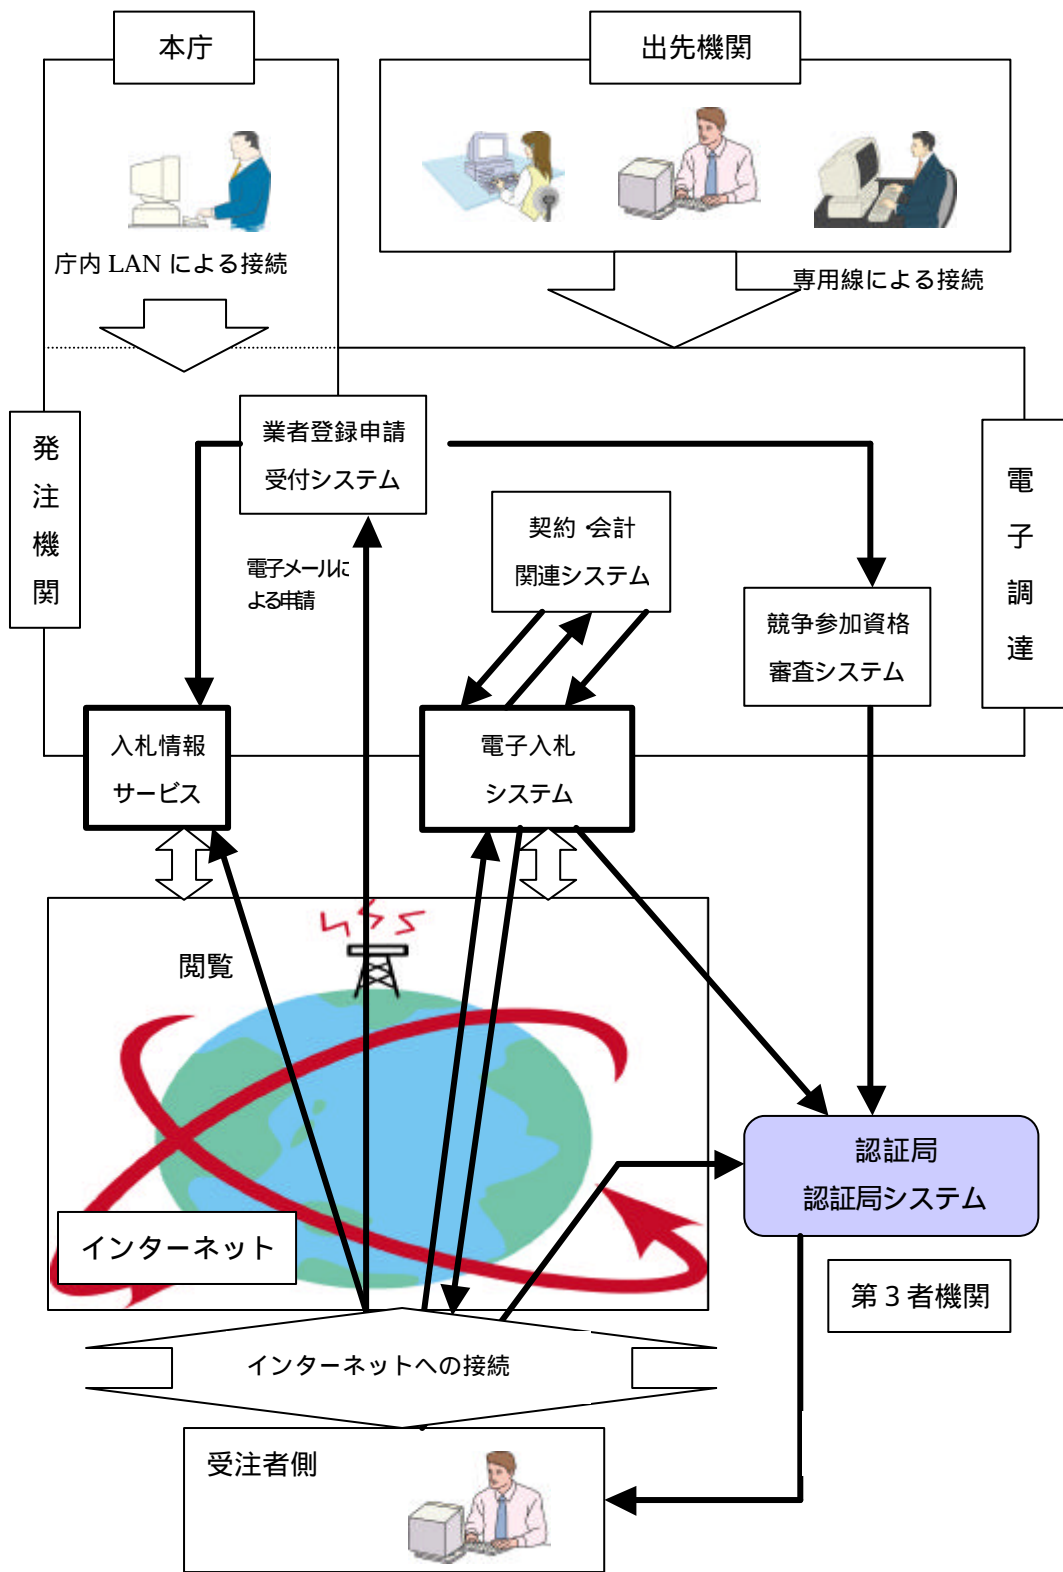 本庁
出先機関
庁内 LAN による接続
専用線による接続
発注機関
電子調達
業者登録申請
受付システム
契約・会計
関連システム
電子メールに
よる申請
競争参加資格
審査システム
入札情報
サービス
電子入札
システム
閲覧
認証局
認証局システム
インターネット
第３者機関
インターネットへの接続
受注者側